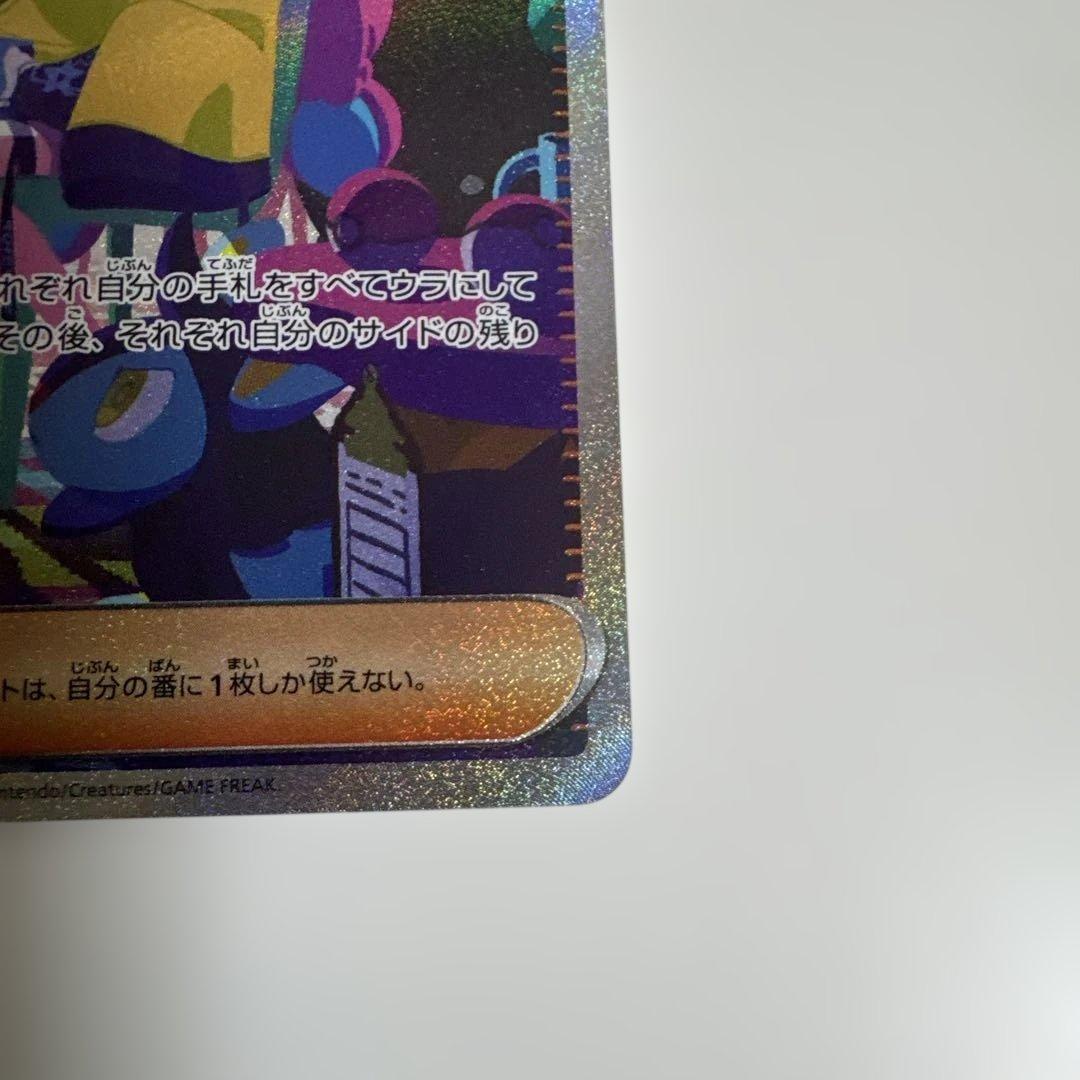 れぞれ自分の手札をすべてウラにして
その後、それぞれ自分のサイドの残り
トは、自分の番に1枚しか使えない。
ntendo/Creatures/GAME FREAK.